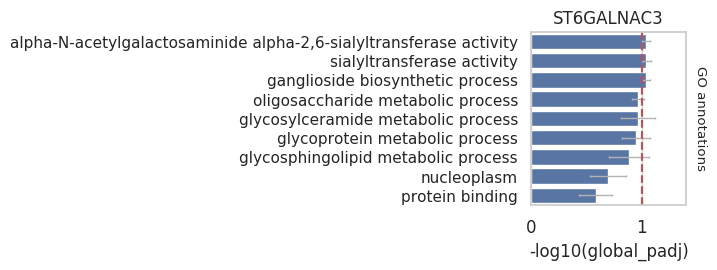 ST6GALNAC3
alpha-N-acetylgalactosaminide alpha-2,6-sialyltransferase activity
sialyltransferase activity
ganglioside biosynthetic process
oligosaccharide metabolic process
glycosylceramide metabolic process
glycoprotein metabolic process
glycosphingolipid metabolic process
nucleoplasm
protein binding
GO annotations
0 1
-log10(global_padj)